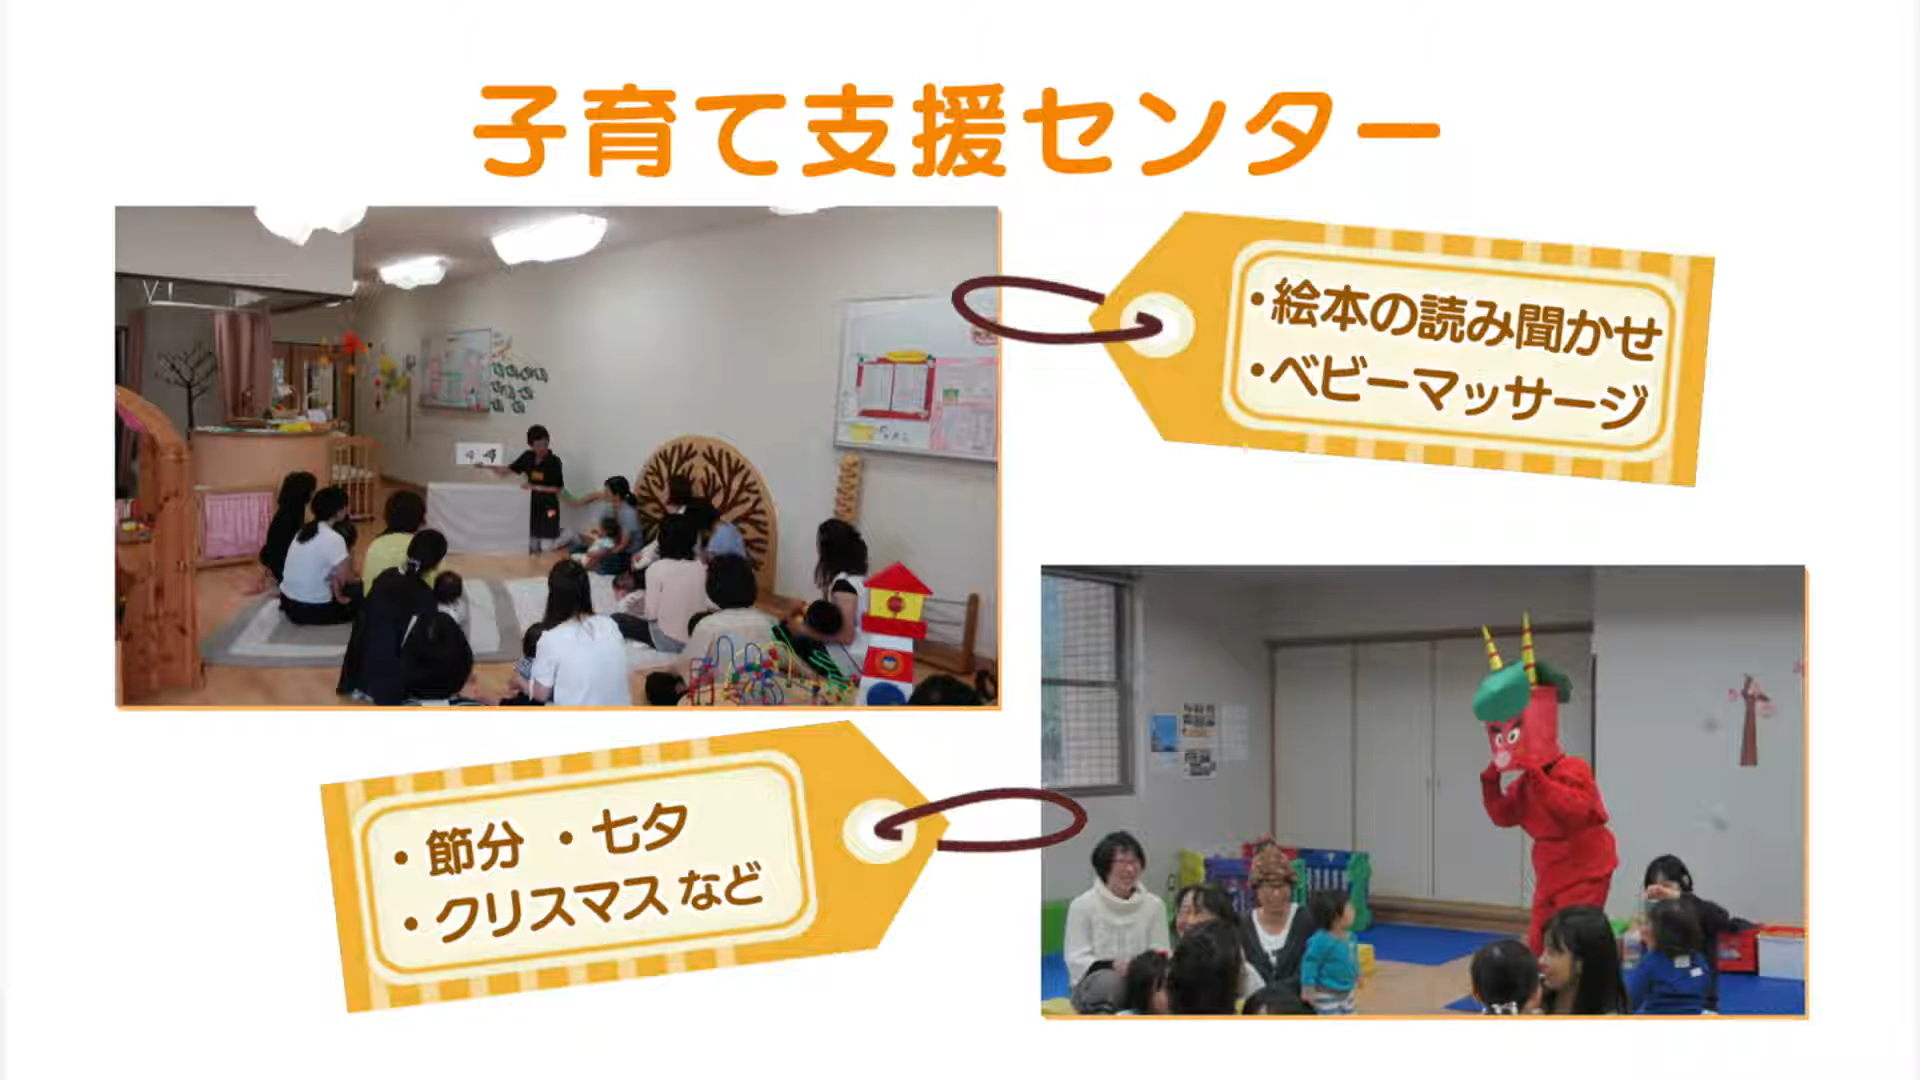 子育て支援センター
・絵本の読み聞かせ
・ベビーマッサージ
・節分 ・七夕
・クリスマス など